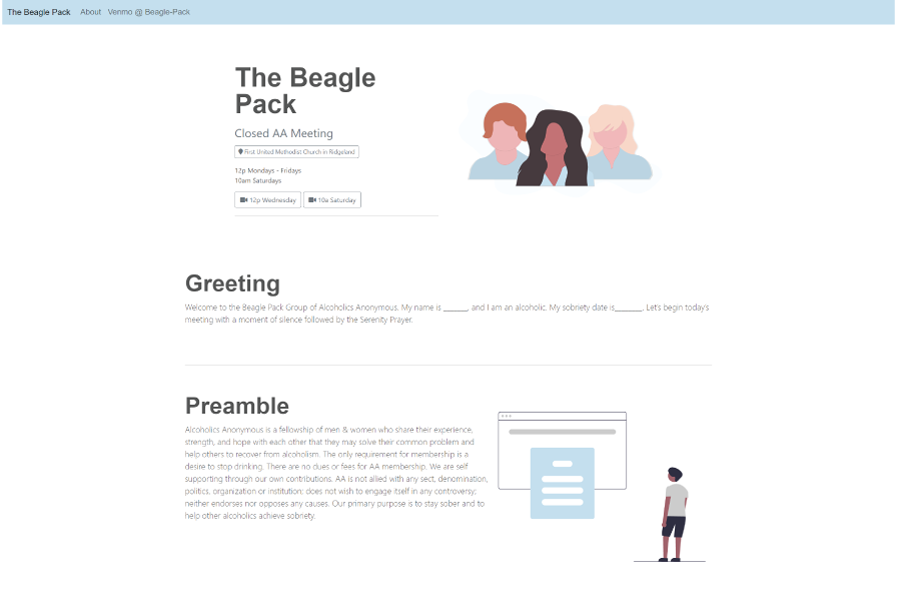 The Beagle Pack About Venmo @ Beagle-Pack
The Beagle
Pack
Closed AA Meeting
First United Methodist Church in Ridgeland
12p Mondays - Fridays
10am Saturdays
12p Wednesday 10a Saturday
Greeting
Welcome to the Beagle Pack Group of Alcoholics Anonymous. My name is ______, and I am an alcoholic. My sobriety date is______. Let's begin today's
meeting with a moment of silence followed by the Serenity Prayer.
Preamble
Alcoholics Anonymous is a fellowship of men & women who share their experience,
strength, and hope with each other that they may solve their common problem and
help others to recover from alcoholism. The only requirement for membership is a
desire to stop drinking. There are no dues or fees for AA membership. We are self
supporting through our own contributions. AA is not allied with any sect, denomination,
politics, organization or institution: does not wish to engage itself in any controversy;
neither endorses nor opposes any causes. Our primary purpose is to stay sober and to
help other alcoholics achieve sobriety.